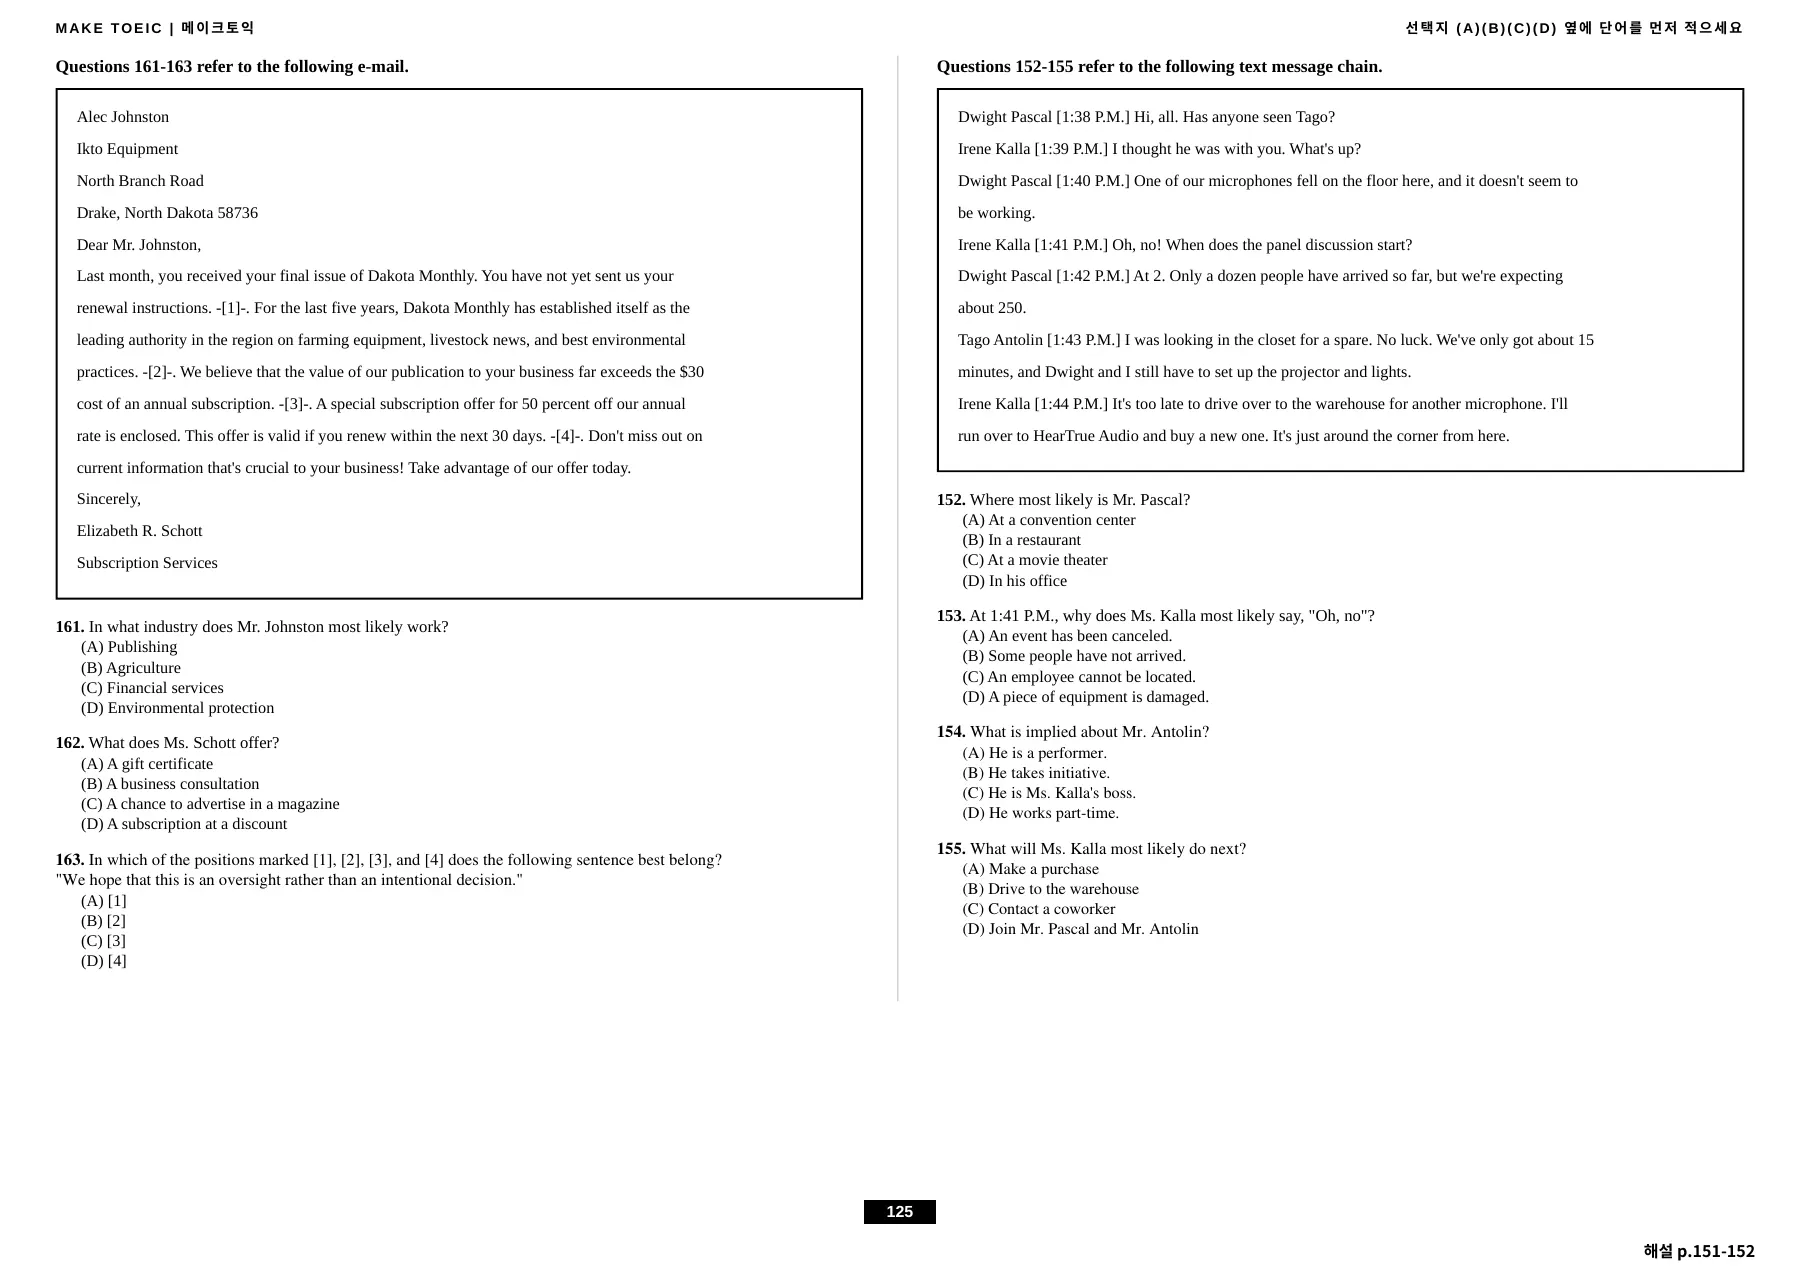 MAKE TOEIC | 메이크토익
선택지 (A)(B)(C)(D) 옆에 단어를 먼저 적으세요
Questions 161-163 refer to the following e-mail.
Alec Johnston
Ikto Equipment
North Branch Road
Drake, North Dakota 58736
Dear Mr. Johnston,
Last month, you received your final issue of Dakota Monthly. You have not yet sent us your
renewal instructions. -[1]-. For the last five years, Dakota Monthly has established itself as the
leading authority in the region on farming equipment, livestock news, and best environmental
practices. -[2]-. We believe that the value of our publication to your business far exceeds the $30
cost of an annual subscription. -[3]-. A special subscription offer for 50 percent off our annual
rate is enclosed. This offer is valid if you renew within the next 30 days. -[4]-. Don't miss out on
current information that's crucial to your business! Take advantage of our offer today.
Sincerely,
Elizabeth R. Schott
Subscription Services
161. In what industry does Mr. Johnston most likely work?
(A) Publishing
(B) Agriculture
(C) Financial services
(D) Environmental protection
162. What does Ms. Schott offer?
(A) A gift certificate
(B) A business consultation
(C) A chance to advertise in a magazine
(D) A subscription at a discount
163. In which of the positions marked [1], [2], [3], and [4] does the following sentence best belong?
"We hope that this is an oversight rather than an intentional decision."
(A) [1]
(B) [2]
(C) [3]
(D) [4]
Questions 152-155 refer to the following text message chain.
Dwight Pascal [1:38 P.M.] Hi, all. Has anyone seen Tago?
Irene Kalla [1:39 P.M.] I thought he was with you. What's up?
Dwight Pascal [1:40 P.M.] One of our microphones fell on the floor here, and it doesn't seem to
be working.
Irene Kalla [1:41 P.M.] Oh, no! When does the panel discussion start?
Dwight Pascal [1:42 P.M.] At 2. Only a dozen people have arrived so far, but we're expecting
about 250.
Tago Antolin [1:43 P.M.] I was looking in the closet for a spare. No luck. We've only got about 15
minutes, and Dwight and I still have to set up the projector and lights.
Irene Kalla [1:44 P.M.] It's too late to drive over to the warehouse for another microphone. I'll
run over to HearTrue Audio and buy a new one. It's just around the corner from here.
152. Where most likely is Mr. Pascal?
(A) At a convention center
(B) In a restaurant
(C) At a movie theater
(D) In his office
153. At 1:41 P.M., why does Ms. Kalla most likely say, "Oh, no"?
(A) An event has been canceled.
(B) Some people have not arrived.
(C) An employee cannot be located.
(D) A piece of equipment is damaged.
154. What is implied about Mr. Antolin?
(A) He is a performer.
(B) He takes initiative.
(C) He is Ms. Kalla's boss.
(D) He works part-time.
155. What will Ms. Kalla most likely do next?
(A) Make a purchase
(B) Drive to the warehouse
(C) Contact a coworker
(D) Join Mr. Pascal and Mr. Antolin
125
해설 p.151-152